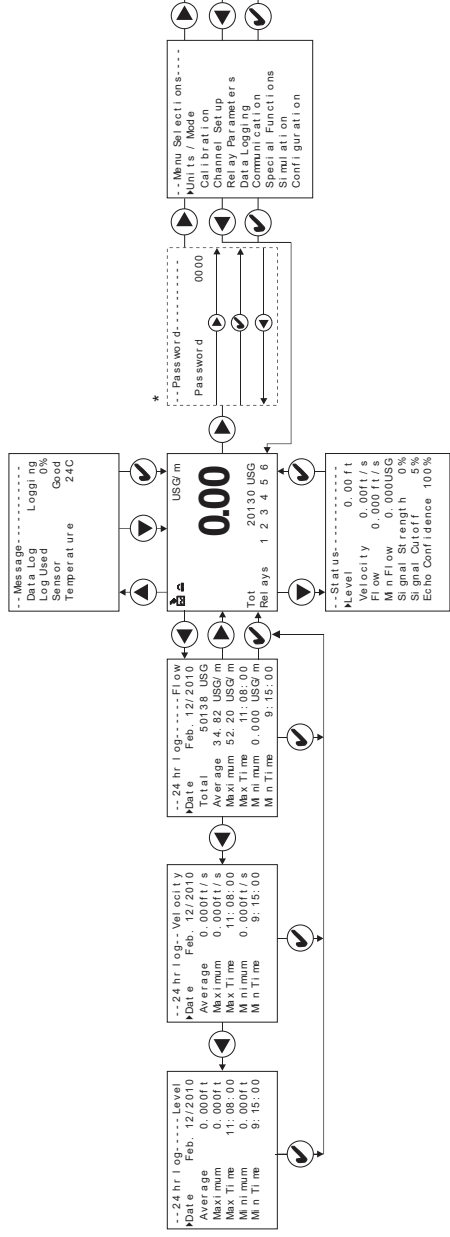 --24 hr log-----Level
Date Feb. 12/2010
Average 0.000ft
Maximum 0.000ft
Max Time 11:08:00
Minimum 0.000ft
Min Time 9:15:00
--24 hr log--Velocity
Date Feb. 12/2010
Average 0.000ft/s
Maximum 0.000ft/s
Max Time 11:08:00
Minimum 0.000ft/s
Min Time 9:15:00
--24 hr log------Flow
Date Feb. 12/2010
Total 50138 USG
Average 34.82 USG/m
Maximum 52.20 USG/m
Max Time 11:08:00
Minimum 0.000 USG/m
Min Time 9:15:00
--Message------------
Data Log Logging
Log Used 0%
Sensor Good
Temperature 24C
USG/m
0.00
Tot 20130 USG
Relays 1 2 3 4 5 6
--Status-------------
Level 0.00 ft
Velocity 0.00ft/s
Flow 0.000 ft/s
Min Flow 0.000USG
Signal Strength 0%
Signal Cutoff 5%
Echo Confidence 100%
*
--Password-----------
Password 0000
--Menu Selections----
Units / Mode
Calibration
Channel Setup
Relay Parameters
Data Logging
Communication
Special Functions
Simulation
Configuration